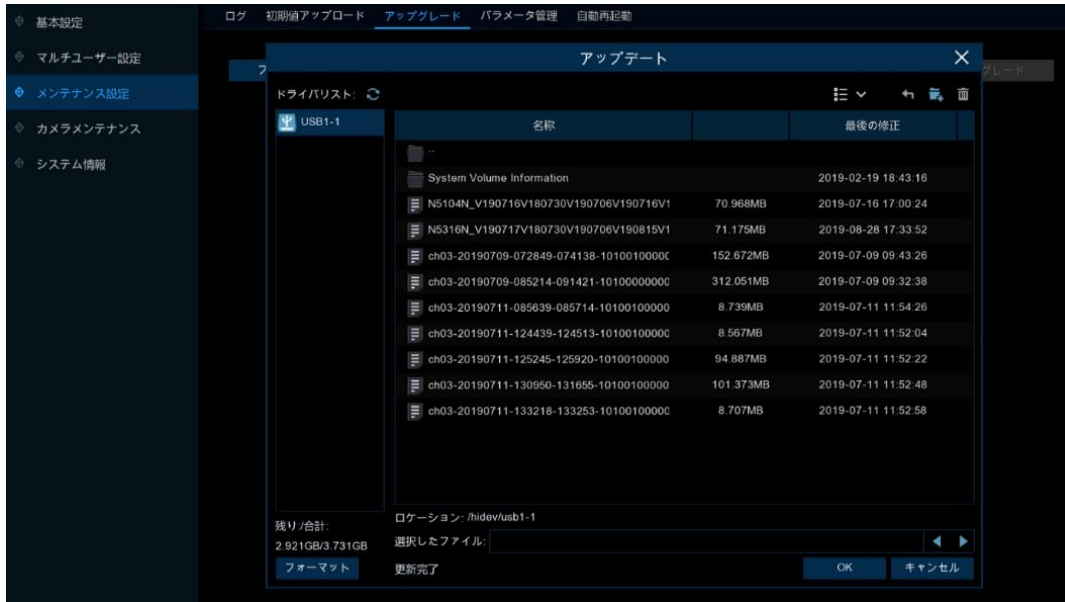 基本設定
マルチユーザー設定
メンテナンス設定
カメラメンテナンス
システム情報
ログ 初期値アップロード アップグレード パラメータ管理 自動再起動
アップデート
ドライバリスト:
USB1-1
名称 最後の修正
..
System Volume Information 2019-02-19 18:43:16
N5104N_V190716V180730V190706V190716V1 70.968MB 2019-07-16 17:00:24
N5316N_V190717V180730V190706V190815V1 71.175MB 2019-08-28 17:33:52
ch03-20190709-072849-074138-10100100000 152.672MB 2019-07-09 09:43:26
ch03-20190709-085214-091421-10100000000 312.051MB 2019-07-09 09:32:38
ch03-20190711-085639-085714-10100100000 8.739MB 2019-07-11 11:54:26
ch03-20190711-124439-124513-10100100000 8.567MB 2019-07-11 11:52:04
ch03-20190711-125245-125920-10100100000 94.887MB 2019-07-11 11:52:22
ch03-20190711-130950-131655-10100100000 101.373MB 2019-07-11 11:52:48
ch03-20190711-133218-133253-10100100000 8.707MB 2019-07-11 11:52:58
残り/合計:
2.921GB/3.731GB
フォーマット
ロケーション: /hidev/usb1-1
選択したファイル:
更新完了
OK キャンセル